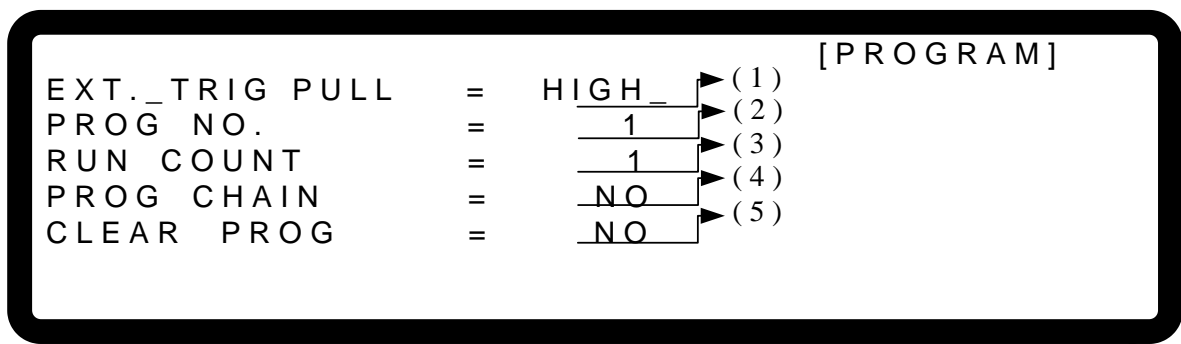 [PROGRAM]
EXT._TRIG PULL = HIGH_ (1)
PROG NO. = 1 (2)
RUN COUNT = 1 (3)
PROG CHAIN = NO (4)
CLEAR PROG = NO (5)